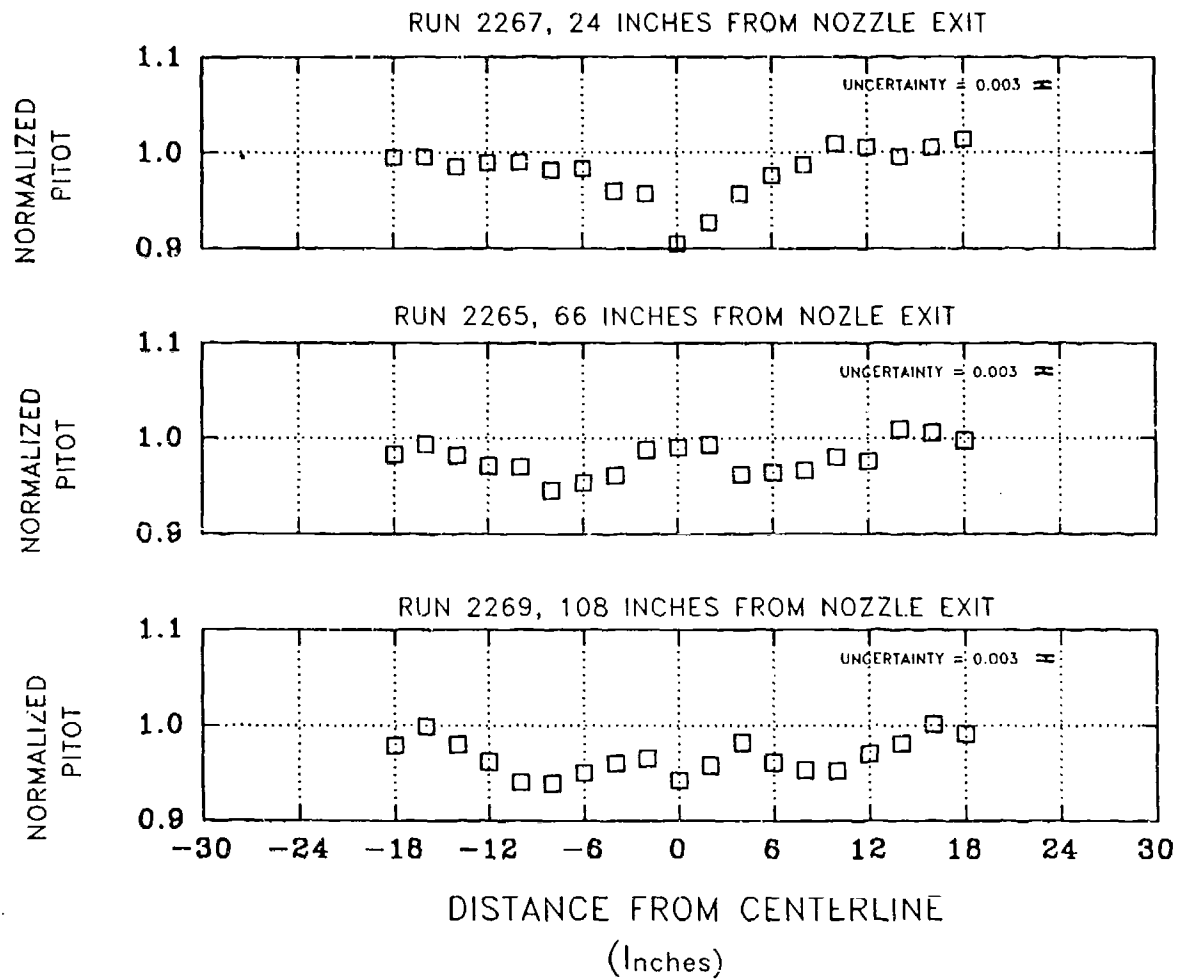 RUN 2267, 24 INCHES FROM NOZZLE EXIT
1.1
UNCERTAINTY = 0.003
NORMALIZED
PITOT
1.0
0.9
RUN 2265, 66 INCHES FROM NOZLE EXIT
1.1
UNCERTAINTY = 0.003
NORMALIZED
PITOT
1.0
0.9
RUN 2269, 108 INCHES FROM NOZZLE EXIT
1.1
UNCERTAINTY = 0.003
NORMALIZED
PITOT
1.0
0.9
-30 -24 -18 -12 -6 0 6 12 18 24 30
DISTANCE FROM CENTERLINE
(Inches)